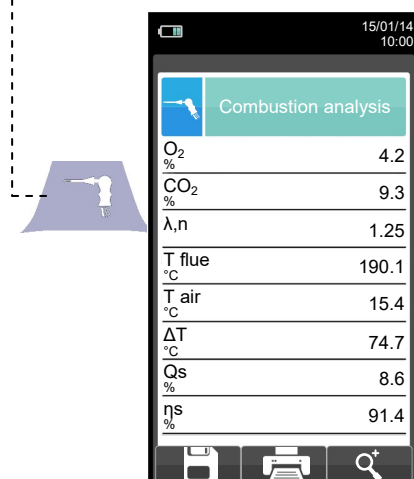 15/01/14
10:00
Combustion analysis
O₂
% 4.2
CO₂
% 9.3
λ,n 1.25
T flue
°C 190.1
T air
°C 15.4
ΔT
°C 74.7
Qs
% 8.6
ηs
% 91.4